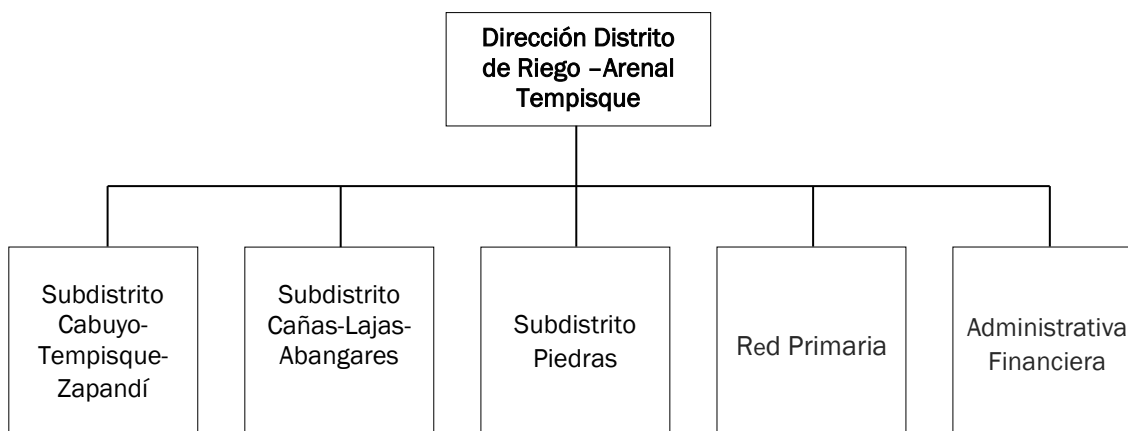 Dirección Distrito
de Riego –Arenal
Tempisque
Subdistrito
Cabuyo-
Tempisque-
Zapandí
Subdistrito
Cañas-Lajas-
Abangares
Subdistrito
Piedras
Red Primaria
Administrativa
Financiera